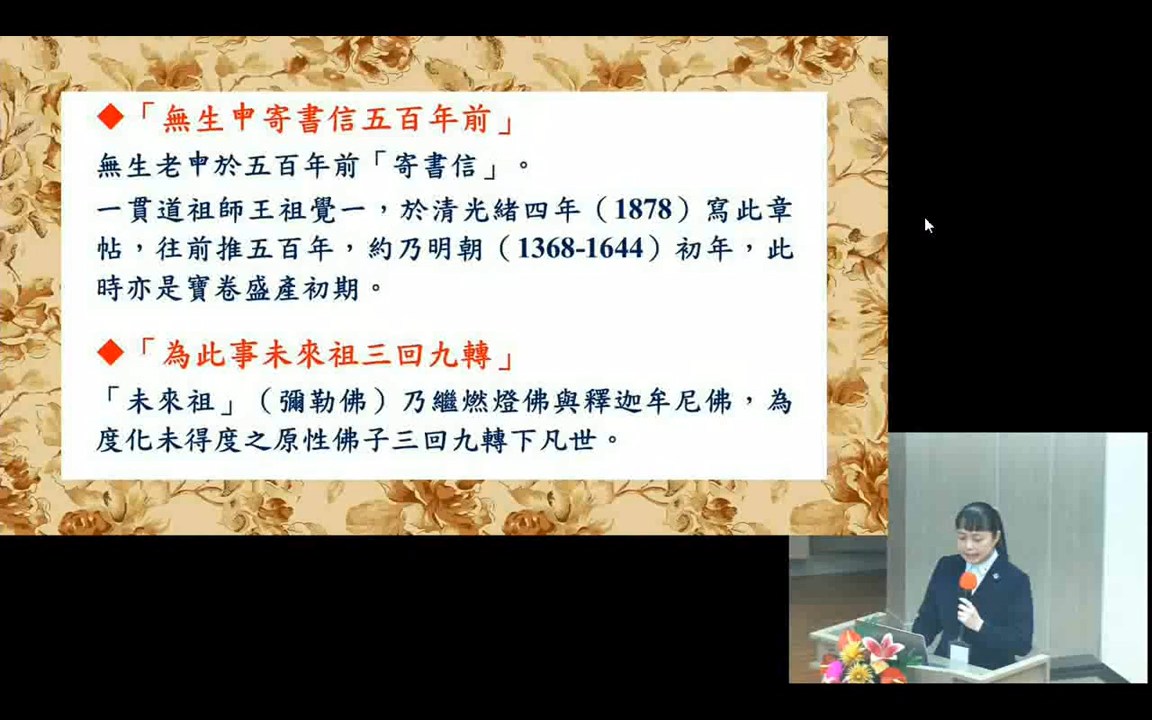 ◆「無生㊥寄書信五百年前」
無生老㊥於五百年前「寄書信」。
一貫道祖師王祖覺一，於清光緒四年（1878）寫此章
帖，往前推五百年，約乃明朝（1368-1644）初年，此
時亦是寶卷盛產初期。
◆「為此事未來祖三回九轉」
「未來祖」（彌勒佛）乃繼燃燈佛與釋迦牟尼佛，為
度化未得度之原性佛子三回九轉下凡世。